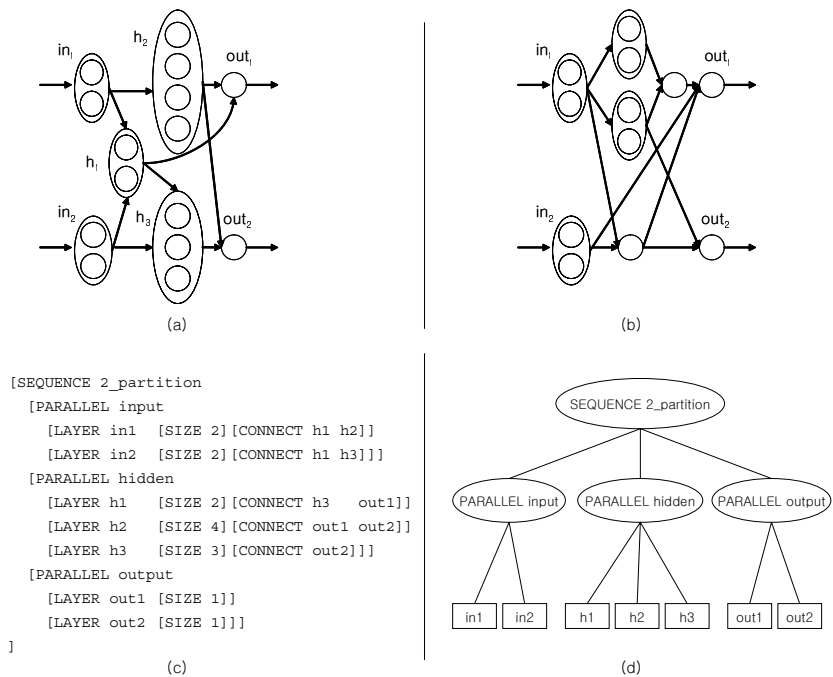 in1
h2
out1
h1
in2
h3
out2
(a)
in1
out1
in2
out2
(b)
[SEQUENCE 2_partition
[PARALLEL input
[LAYER in1 [SIZE 2][CONNECT h1 h2]]
[LAYER in2 [SIZE 2][CONNECT h1 h3]]]
[PARALLEL hidden
[LAYER h1 [SIZE 2][CONNECT h3 out1]]
[LAYER h2 [SIZE 4][CONNECT out1 out2]]
[LAYER h3 [SIZE 3][CONNECT out2]]]
[PARALLEL output
[LAYER out1 [SIZE 1]]
[LAYER out2 [SIZE 1]]]
]
(c)
SEQUENCE 2_partition
PARALLEL input
PARALLEL hidden
PARALLEL output
in1
in2
h1
h2
h3
out1
out2
(d)